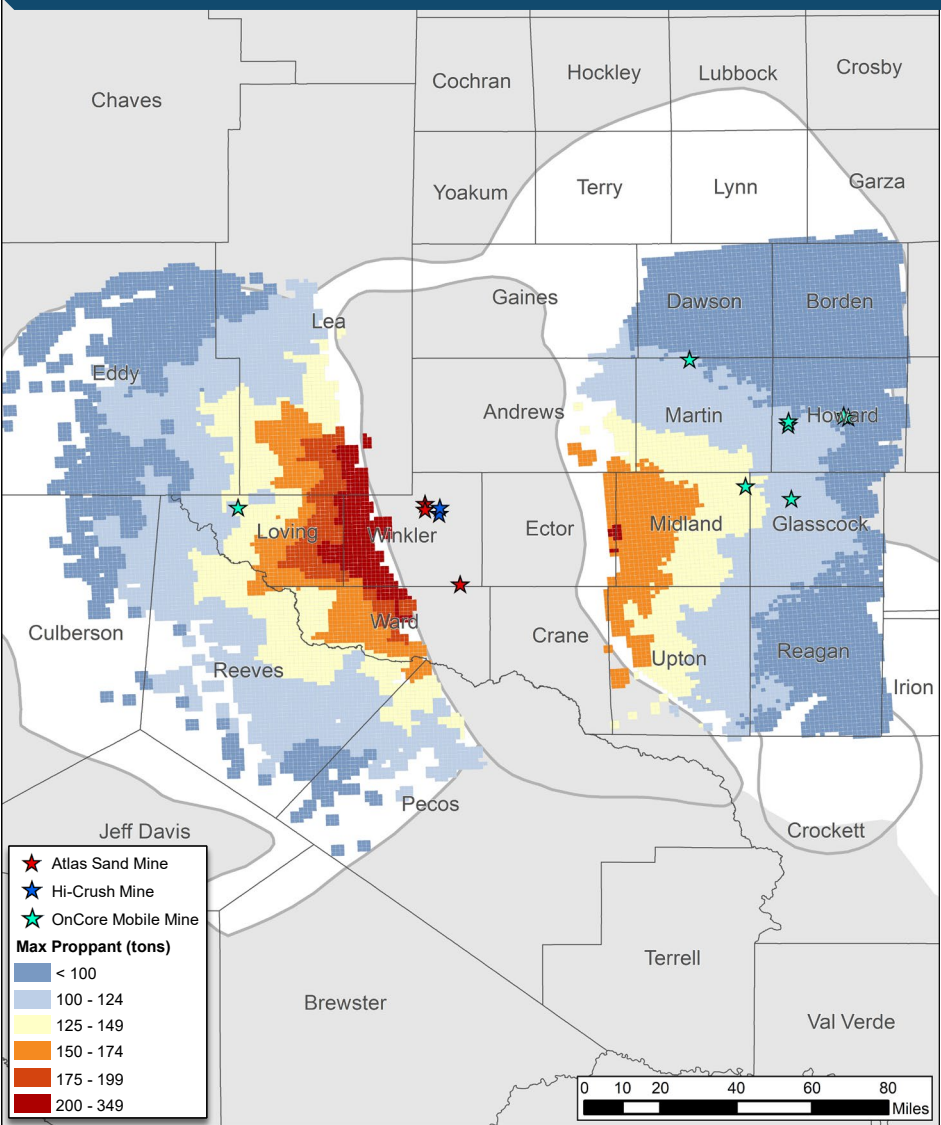 Cochran
Hockley
Lubbock
Crosby
Chaves
Yoakum
Terry
Lynn
Garza
Gaines
Dawson
Borden
Lea
Eddy
Andrews
Martin
Howard
Loving
Winkler
Ector
Midland
Glasscock
Culberson
Ward
Crane
Reeves
Upton
Reagan
Irion
Pecos
Jeff Davis
Crockett
Terrell
Brewster
Val Verde
Atlas Sand Mine
Hi-Crush Mine
OnCore Mobile Mine
Max Proppant (tons)
< 100
100 - 124
125 - 149
150 - 174
175 - 199
200 - 349
0 10 20 40 60 80
Miles